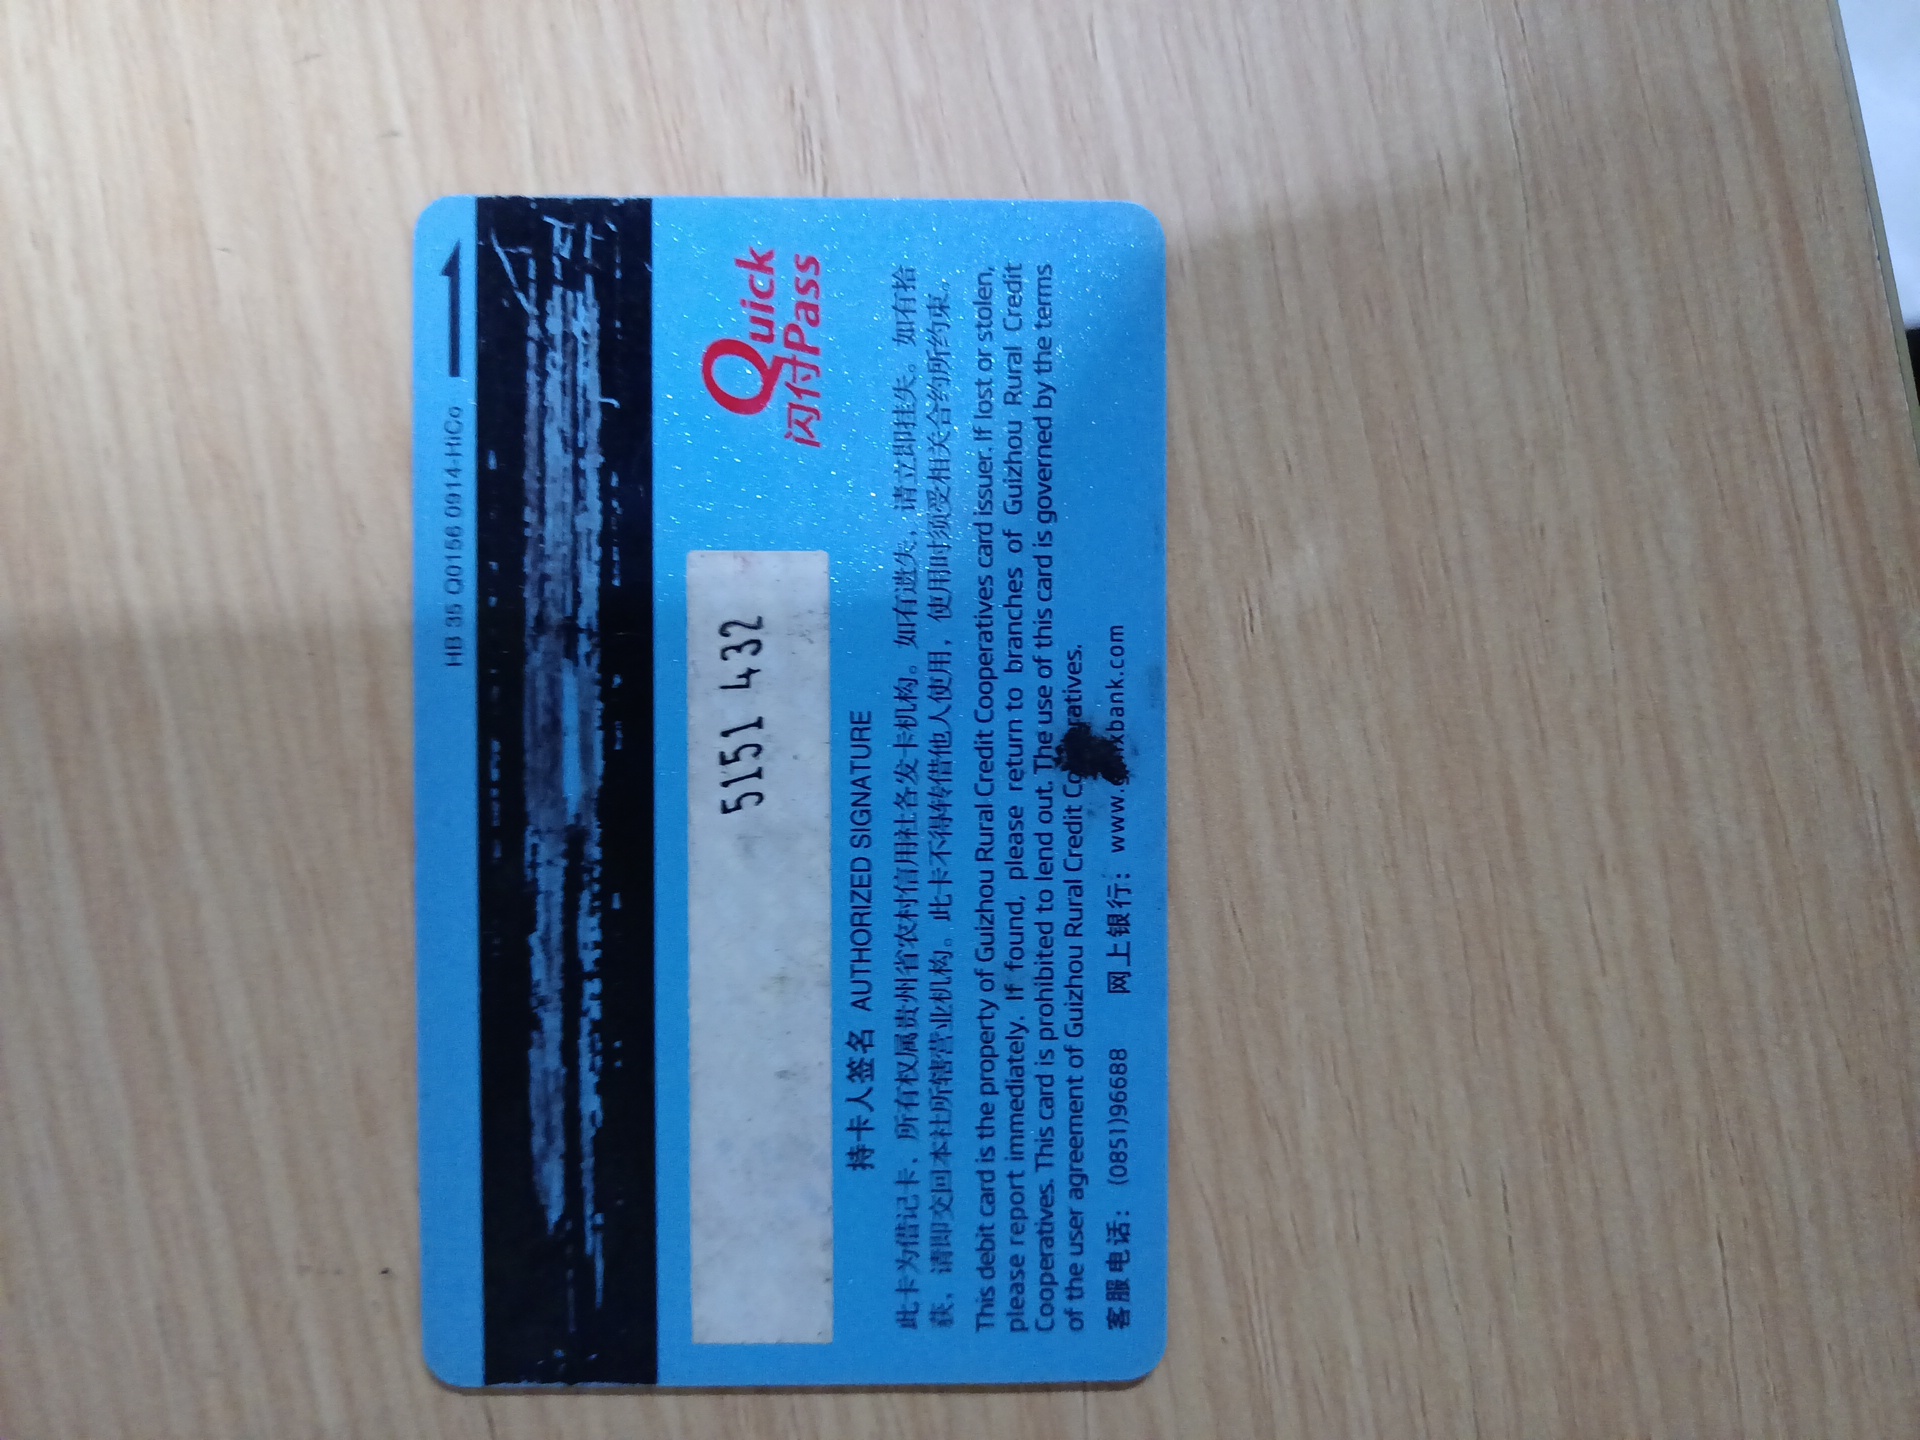 HB 35 Q0156 0914-HiCo
Quick
闪付Pass
5151 432
持卡人签名 AUTHORIZED SIGNATURE
此卡为借记卡，所有权属贵州省农村信用社各发卡机构。如有遗失，请立即挂失。如有拾
获，请即交回本社所辖营业机构。此卡不得转借他人使用，使用时须受相关合约所约束。
This debit card is the property of Guizhou Rural Credit Cooperatives card issuer. If lost or stolen,
please report immediately. If found, please return to branches of Guizhou Rural Credit
Cooperatives. This card is prohibited to lend out. The use of this card is governed by the terms
of the user agreement of Guizhou Rural Credit
客服电话：(0851)96688 网上银行：